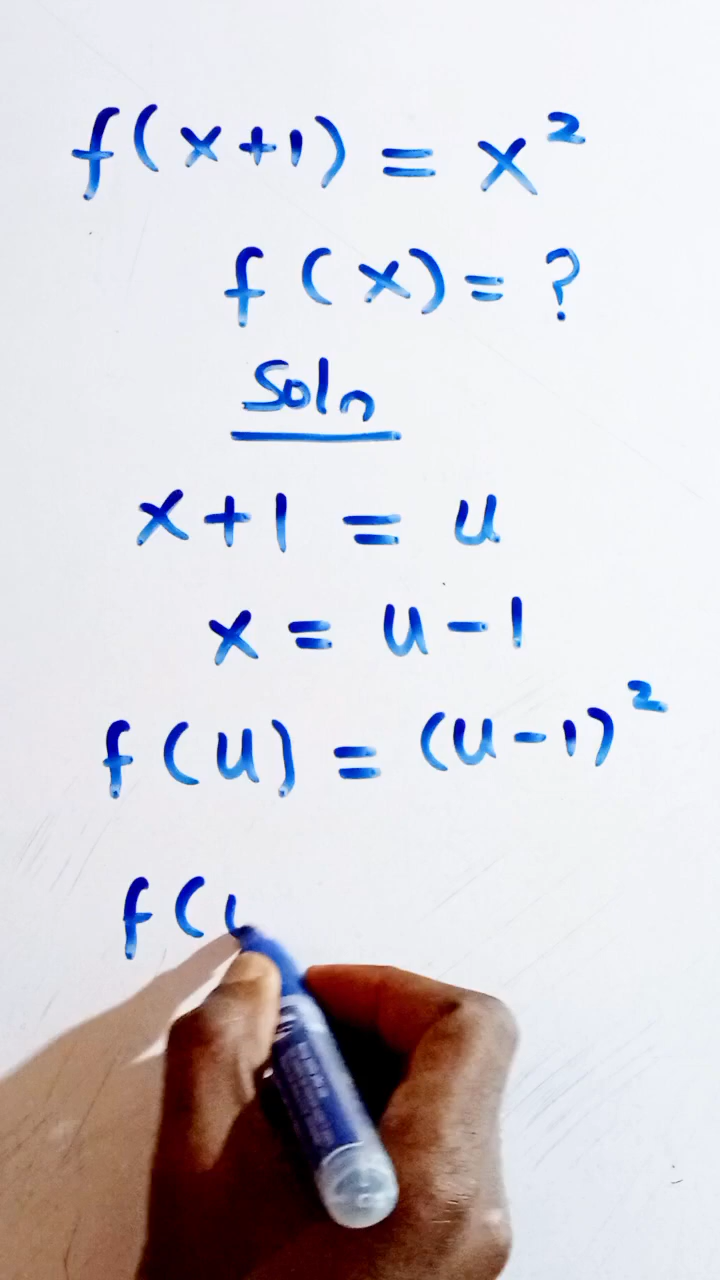 f(x+1) = x²
f(x) = ?
Soln
x+1 = u
x = u-1
f(u) = (u-1)²
f(